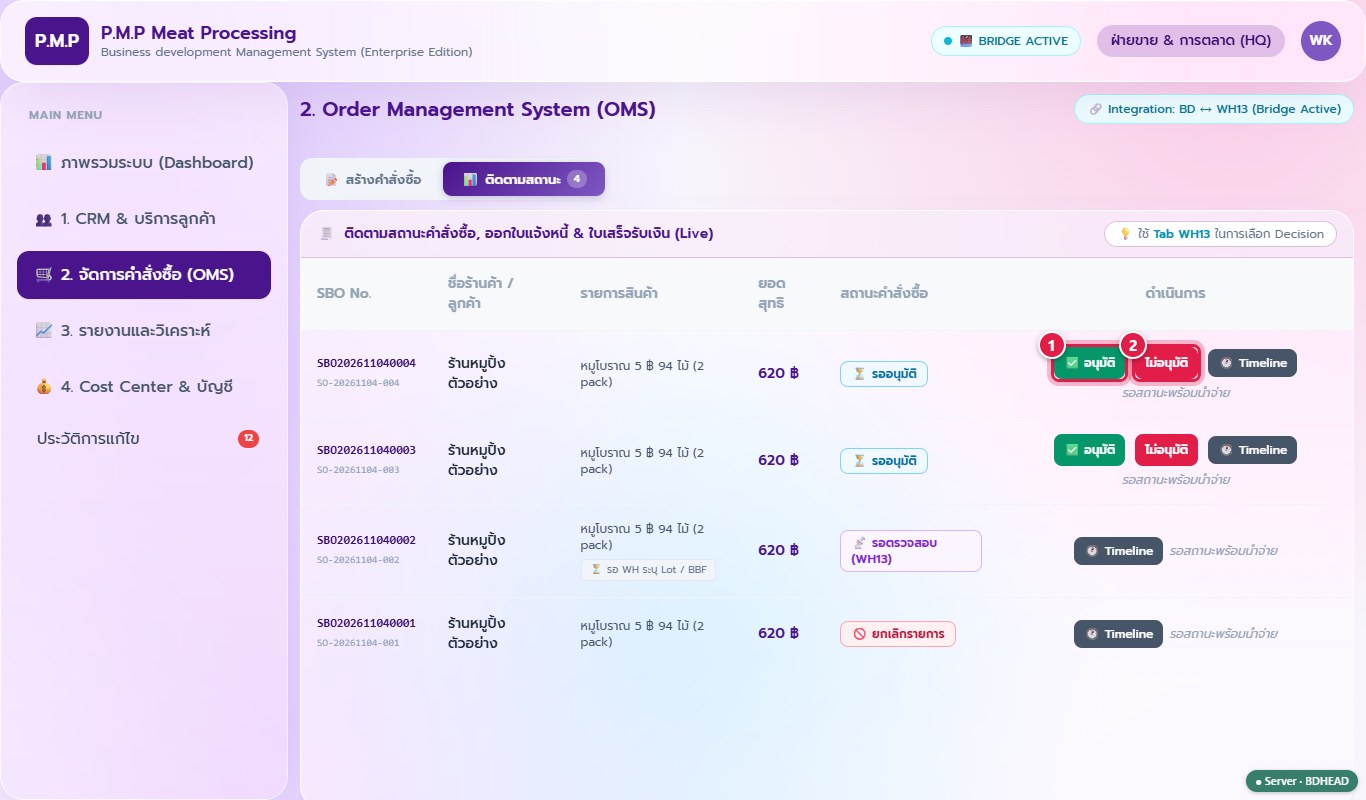 P.M.P
P.M.P Meat Processing
Business development Management System (Enterprise Edition)
BRIDGE ACTIVE
ฝ่ายขาย & การตลาด (HQ)
WK
MAIN MENU
ภาพรวมระบบ (Dashboard)
1. CRM & บริการลูกค้า
2. จัดการคำสั่งซื้อ (OMS)
3. รายงานและวิเคราะห์
4. Cost Center & บัญชี
ประวัติการแก้ไข
12
2. Order Management System (OMS)
Integration: BD ↔ WH13 (Bridge Active)
สร้างคำสั่งซื้อ
ติดตามสถานะ 4
ติดตามสถานะคำสั่งซื้อ, ออกใบแจ้งหนี้ & ใบเสร็จรับเงิน (Live)
ใช้ Tab WH13 ในการเลือก Decision
SBO No.
ชื่อร้านค้า /
ลูกค้า
รายการสินค้า
ยอด
สุทธิ
สถานะคำสั่งซื้อ
ดำเนินการ
SBO202611040004
SO-20261104-004
ร้านหมูปิ้ง
ตัวอย่าง
หมูโบราณ 5 ฿ 94 ไม้ (2
pack)
620 ฿
รออนุมัติ
1
อนุมัติ
2
ไม่อนุมัติ
Timeline
รอสถานะพร้อมนำจ่าย
SBO202611040003
SO-20261104-003
ร้านหมูปิ้ง
ตัวอย่าง
หมูโบราณ 5 ฿ 94 ไม้ (2
pack)
620 ฿
รออนุมัติ
อนุมัติ
ไม่อนุมัติ
Timeline
รอสถานะพร้อมนำจ่าย
SBO202611040002
SO-20261104-002
ร้านหมูปิ้ง
ตัวอย่าง
หมูโบราณ 5 ฿ 94 ไม้ (2
pack)
รอ WH ระบุ Lot / BBF
620 ฿
รอตรวจสอบ
(WH13)
Timeline
รอสถานะพร้อมนำจ่าย
SBO202611040001
SO-20261104-001
ร้านหมูปิ้ง
ตัวอย่าง
หมูโบราณ 5 ฿ 94 ไม้ (2
pack)
620 ฿
ยกเลิกรายการ
Timeline
รอสถานะพร้อมนำจ่าย
Server · BDHEAD